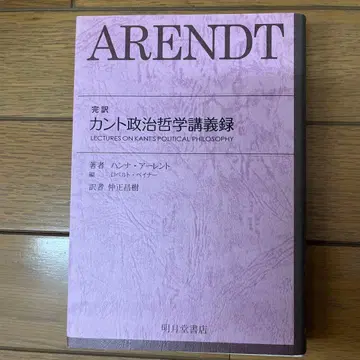 ARENDT
完訳
カント政治哲学講義録
LECTURES ON KANT'S POLITICAL PHILOSOPHY
著者 ハンナ・アーレント
編 ロベルト・ベイナー
訳者 仲正昌樹
明月堂書店